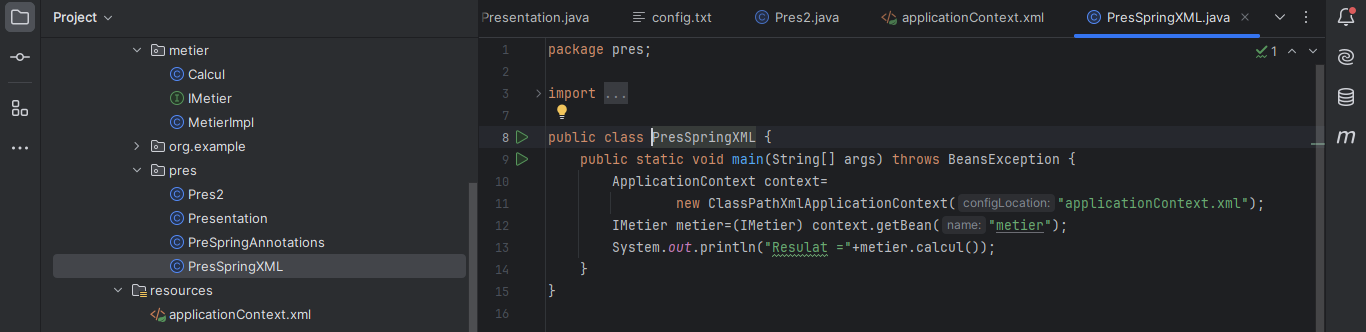 Project
Presentation.java config.txt Pres2.java applicationContext.xml PresSpringXML.java
metier
Calcul
IMetier
MetierImpl
org.example
pres
Pres2
Presentation
PreSpringAnnotations
PresSpringXML
resources
applicationContext.xml
1 package pres;
2
3 import ...
7
8 public class PresSpringXML {
9 public static void main(String[] args) throws BeansException {
10 ApplicationContext context=
11 new ClassPathXmlApplicationContext( configLocation: "applicationContext.xml");
12 IMetier metier=(IMetier) context.getBean( name: "metier");
13 System.out.println("Resulat ="+metier.calcul());
14 }
15 }
16
1
m